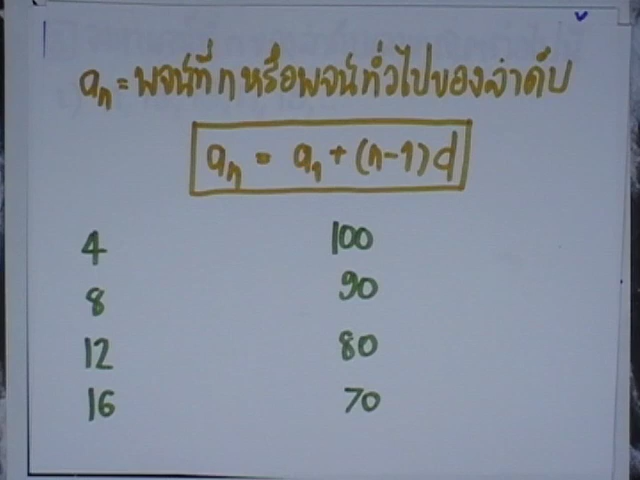 aₙ = พจน์ที่ n หรือพจน์ทั่วไปของลำดับ
aₙ = a₁ + (n-1)d
4 100
8 90
12 80
16 70